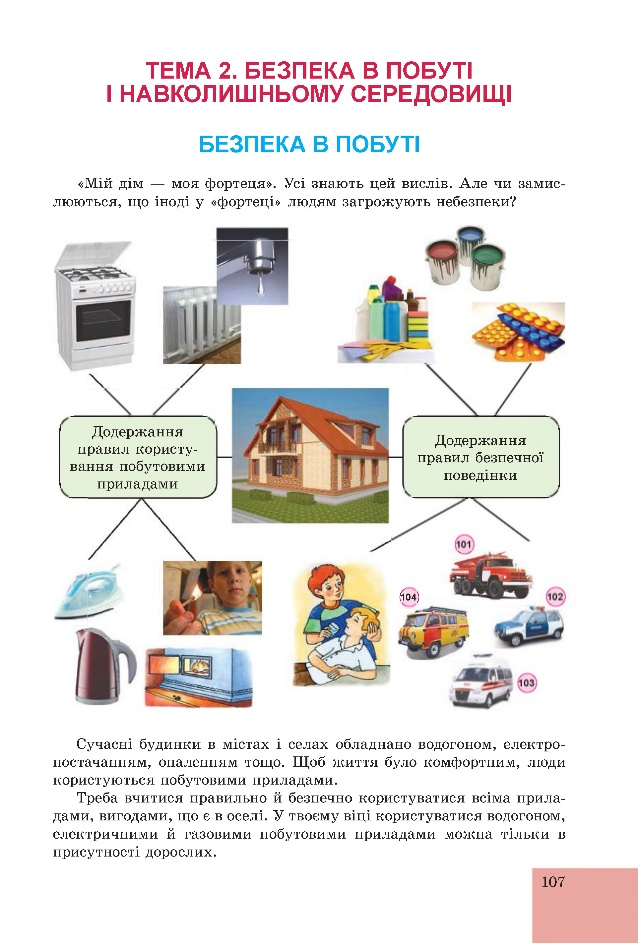 ТЕМА 2. БЕЗПЕКА В ПОБУТІ
І НАВКОЛИШНЬОМУ СЕРЕДОВИЩІ
БЕЗПЕКА В ПОБУТІ
«Мій дім — моя фортеця». Усі знають цей вислів. Але чи замис-
люються, що іноді у «фортеці» людям загрожують небезпеки?
Додержання
правил користу-
вання побутовими
приладами
Додержання
правил безпечної
поведінки
101
104
102
103
Сучасні будинки в містах і селах обладнано водогоном, електро-
постачанням, опаленням тощо. Щоб життя було комфортним, люди
користуються побутовими приладами.
Треба вчитися правильно й безпечно користуватися всіма прила-
дами, вигодами, що є в оселі. У твоєму віці користуватися водогоном,
електричними й газовими побутовими приладами можна тільки в
присутності дорослих.
107